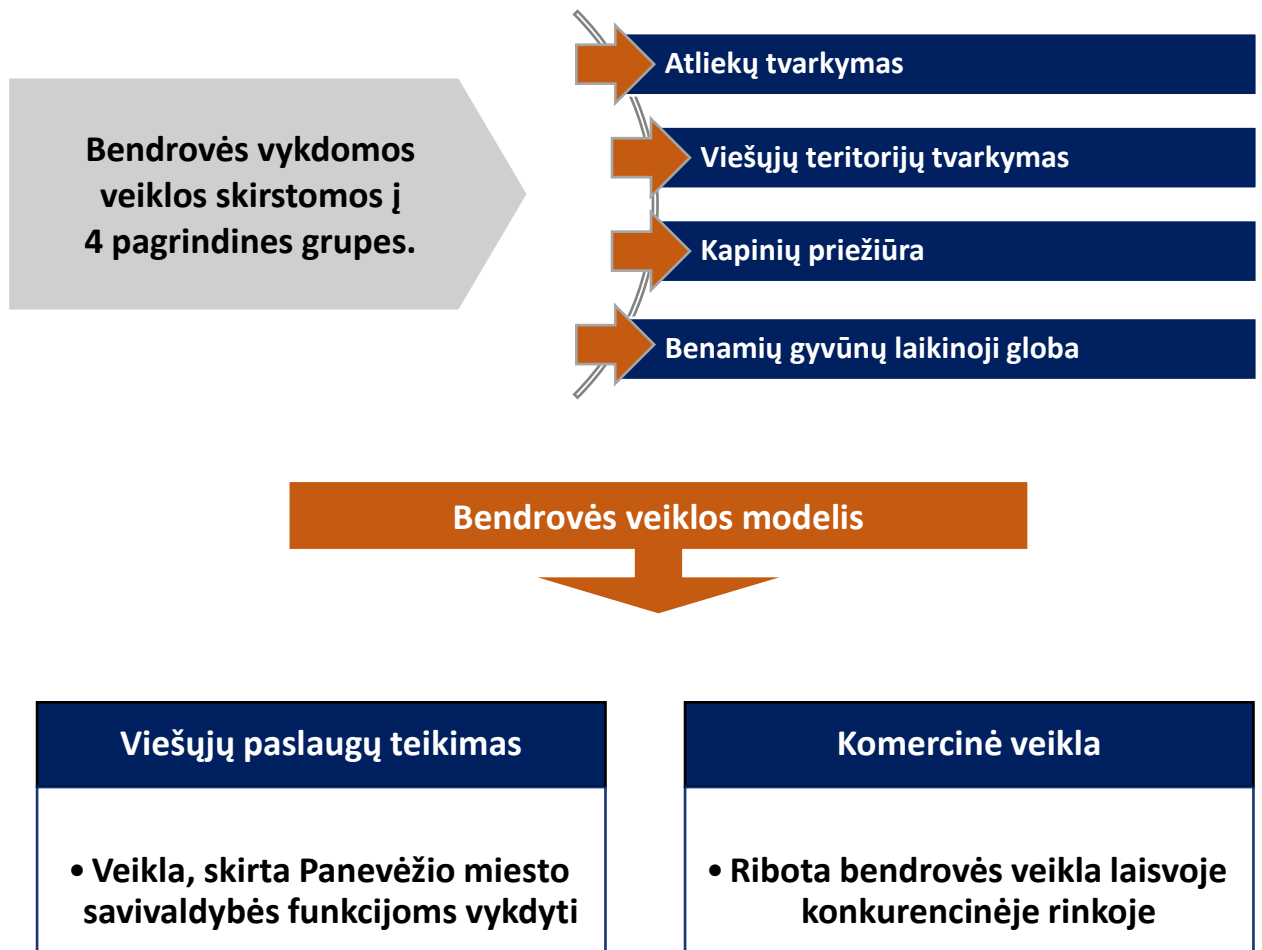 Bendrovės vykdomos
veiklos skirstomos į
4 pagrindines grupes.
Atliekų tvarkymas
Viešųjų teritorijų tvarkymas
Kapinių priežiūra
Benamių gyvūnų laikinoji globa
Bendrovės veiklos modelis
Viešųjų paslaugų teikimas
• Veikla, skirta Panevėžio miesto
savivaldybės funkcijoms vykdyti
Komercinė veikla
• Ribota bendrovės veikla laisvoje
konkurencinėje rinkoje